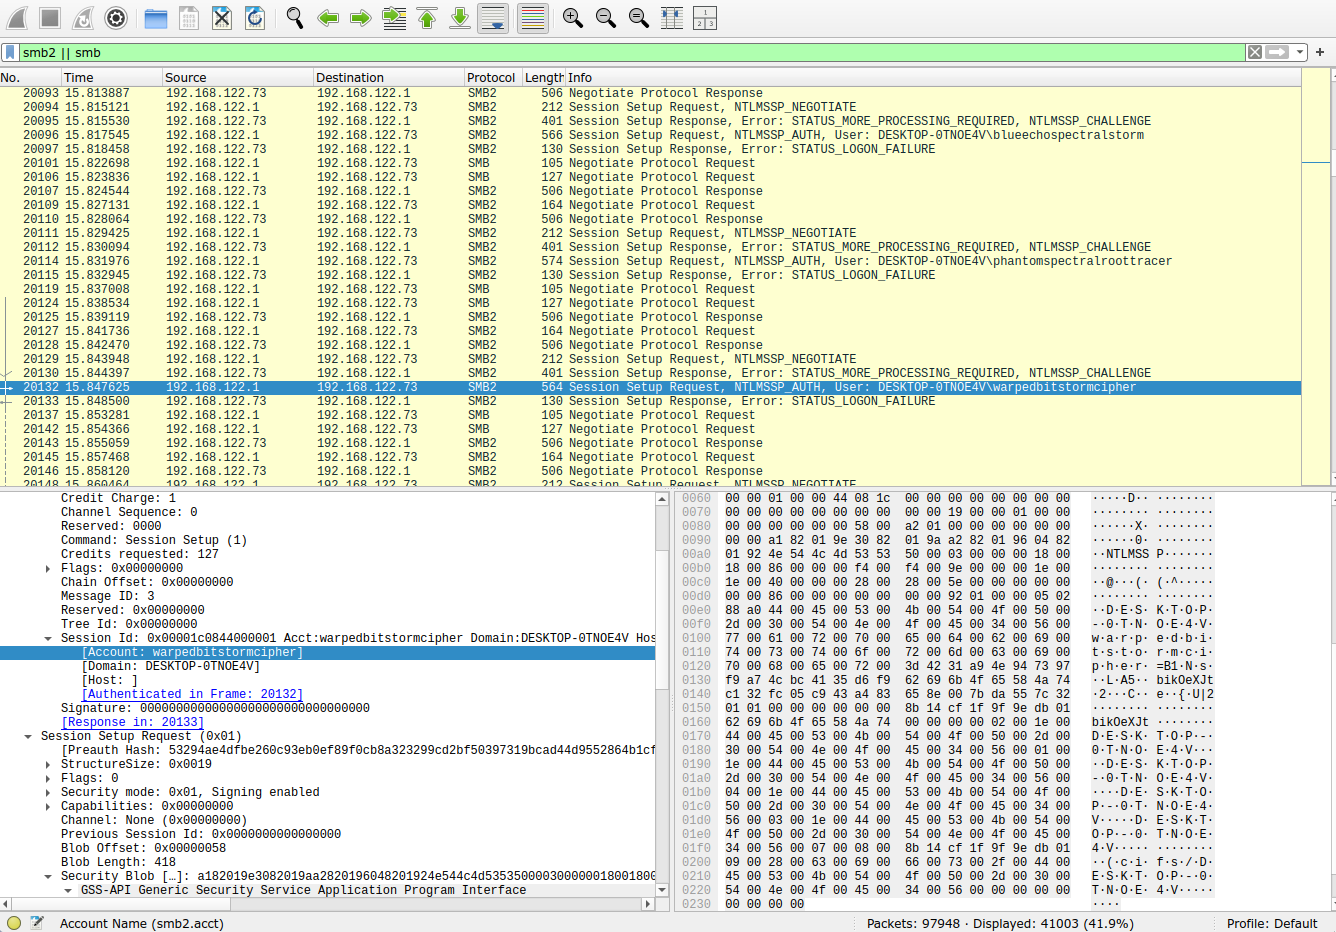 smb2 || smb
No. Time Source Destination Protocol Length Info
20093 15.813887 192.168.122.73 192.168.122.1 SMB2 506 Negotiate Protocol Response
20094 15.815121 192.168.122.1 192.168.122.73 SMB2 212 Session Setup Request, NTLMSSP_NEGOTIATE
20095 15.815530 192.168.122.73 192.168.122.1 SMB2 401 Session Setup Response, Error: STATUS_MORE_PROCESSING_REQUIRED, NTLMSSP_CHALLENGE
20096 15.817545 192.168.122.1 192.168.122.73 SMB2 566 Session Setup Request, NTLMSSP_AUTH, User: DESKTOP-0TNOE4V\blueechospectralstorm
20097 15.818458 192.168.122.73 192.168.122.1 SMB2 130 Session Setup Response, Error: STATUS_LOGON_FAILURE
20101 15.822698 192.168.122.1 192.168.122.73 SMB 105 Negotiate Protocol Request
20106 15.823836 192.168.122.1 192.168.122.73 SMB 127 Negotiate Protocol Request
20107 15.824544 192.168.122.73 192.168.122.1 SMB2 506 Negotiate Protocol Response
20109 15.827131 192.168.122.1 192.168.122.73 SMB2 164 Negotiate Protocol Request
20110 15.828064 192.168.122.73 192.168.122.1 SMB2 506 Negotiate Protocol Response
20111 15.829425 192.168.122.1 192.168.122.73 SMB2 212 Session Setup Request, NTLMSSP_NEGOTIATE
20112 15.830094 192.168.122.73 192.168.122.1 SMB2 401 Session Setup Response, Error: STATUS_MORE_PROCESSING_REQUIRED, NTLMSSP_CHALLENGE
20114 15.831976 192.168.122.1 192.168.122.73 SMB2 574 Session Setup Request, NTLMSSP_AUTH, User: DESKTOP-0TNOE4V\phantomspectralroottracer
20115 15.832945 192.168.122.73 192.168.122.1 SMB2 130 Session Setup Response, Error: STATUS_LOGON_FAILURE
20119 15.837008 192.168.122.1 192.168.122.73 SMB 105 Negotiate Protocol Request
20124 15.838534 192.168.122.1 192.168.122.73 SMB 127 Negotiate Protocol Request
20125 15.839119 192.168.122.73 192.168.122.1 SMB2 506 Negotiate Protocol Response
20127 15.841736 192.168.122.1 192.168.122.73 SMB2 164 Negotiate Protocol Request
20128 15.842470 192.168.122.73 192.168.122.1 SMB2 506 Negotiate Protocol Response
20129 15.843948 192.168.122.1 192.168.122.73 SMB2 212 Session Setup Request, NTLMSSP_NEGOTIATE
20130 15.844397 192.168.122.73 192.168.122.1 SMB2 401 Session Setup Response, Error: STATUS_MORE_PROCESSING_REQUIRED, NTLMSSP_CHALLENGE
20132 15.847625 192.168.122.1 192.168.122.73 SMB2 564 Session Setup Request, NTLMSSP_AUTH, User: DESKTOP-0TNOE4V\warpedbitstormcipher
20133 15.848500 192.168.122.73 192.168.122.1 SMB2 130 Session Setup Response, Error: STATUS_LOGON_FAILURE
20137 15.853281 192.168.122.1 192.168.122.73 SMB 105 Negotiate Protocol Request
20142 15.854366 192.168.122.1 192.168.122.73 SMB 127 Negotiate Protocol Request
20143 15.855059 192.168.122.73 192.168.122.1 SMB2 506 Negotiate Protocol Response
20145 15.857468 192.168.122.1 192.168.122.73 SMB2 164 Negotiate Protocol Request
20146 15.858120 192.168.122.73 192.168.122.1 SMB2 506 Negotiate Protocol Response
20148 15.860464 192.168.122.1 192.168.122.73 SMB2 212 Session Setup Request, NTLMSSP_NEGOTIATE
Credit Charge: 1
Channel Sequence: 0
Reserved: 0000
Command: Session Setup (1)
Credits requested: 127
Flags: 0x00000000
Chain Offset: 0x00000000
Message ID: 3
Reserved: 0x00000000
Tree Id: 0x00000000
Session Id: 0x00001c0844000001 Acct:warpedbitstormcipher Domain:DESKTOP-0TNOE4V Hos
[Account: warpedbitstormcipher]
[Domain: DESKTOP-0TNOE4V]
[Host: ]
[Authenticated in Frame: 20132]
Signature: 00000000000000000000000000000000
[Response in: 20133]
Session Setup Request (0x01)
[Preauth Hash: 53294ae4dfbe260c93eb0ef89f0cb8a323299cd2bf50397319bcad44d9552864b1cf
StructureSize: 0x0019
Flags: 0
Security mode: 0x01, Signing enabled
Capabilities: 0x00000000
Channel: None (0x00000000)
Previous Session Id: 0x0000000000000000
Blob Offset: 0x00000058
Blob Length: 418
Security Blob […]: a182019e3082019aa2820196048201924e544c4d5353500003000000180018​00
GSS-API Generic Security Service Application Program Interface
0060 00 00 01 00 00 44 08 1c 00 00 00 00 00 00 00 00 ·····D·· ········
0070 00 00 00 00 00 00 00 00 00 00 19 00 00 01 00 00 ········ ········
0080 00 00 00 00 00 00 58 00 a2 01 00 00 00 00 00 00 ······X· ········
0090 00 00 a1 82 01 9e 30 82 01 9a a2 82 01 96 04 82 ······0· ········
00a0 01 92 4e 54 4c 4d 53 53 50 00 03 00 00 00 18 00 ··NTLMSS P·······
00b0 18 00 86 00 00 00 f4 00 f4 00 9e 00 00 00 1e 00 ········ ········
00c0 1e 00 40 00 00 00 28 00 28 00 5e 00 00 00 00 00 ··@···(· (·^·····
00d0 00 00 86 00 00 00 00 00 00 00 92 01 00 00 05 02 ········ ········
00e0 88 a0 44 00 45 00 53 00 4b 00 54 00 4f 00 50 00 ··D·E·S· K·T·O·P·
00f0 2d 00 30 00 54 00 4e 00 4f 00 45 00 34 00 56 00 -·0·T·N· O·E·4·V·
0100 77 00 61 00 72 00 70 00 65 00 64 00 62 00 69 00 w·a·r·p· e·d·b·i·
0110 74 00 73 00 74 00 6f 00 72 00 6d 00 63 00 69 00 t·s·t·o· r·m·c·i·
0120 70 00 68 00 65 00 72 00 3d 42 31 a9 4e 94 73 97 p·h·e·r· =B1·N·s·
0130 f9 a7 4c bc 41 35 d6 f9 62 69 6b 4f 65 58 4a 74 ··L·A5·· bikOeXJt
0140 c1 32 fc 05 c9 43 a4 83 65 8e 00 7b da 55 7c 32 ·2···C·· e··{·U|2
0150 01 01 00 00 00 00 00 00 8b 14 cf 1f 9f 9e db 01 ········ ········
0160 62 69 6b 4f 65 58 4a 74 00 00 00 00 02 00 1e 00 bikOeXJt ········
0170 44 00 45 00 53 00 4b 00 54 00 4f 00 50 00 2d 00 D·E·S·K· T·O·P·-·
0180 30 00 54 00 4e 00 4f 00 45 00 34 00 56 00 01 00 0·T·N·O· E·4·V···
0190 1e 00 44 00 45 00 53 00 4b 00 54 00 4f 00 50 00 ··D·E·S· K·T·O·P·
01a0 2d 00 30 00 54 00 4e 00 4f 00 45 00 34 00 56 00 -·0·T·N· O·E·4·V·
01b0 04 00 1e 00 44 00 45 00 53 00 4b 00 54 00 4f 00 ····D·E· S·K·T·O·
01c0 50 00 2d 00 30 00 54 00 4e 00 4f 00 45 00 34 00 P·-·0·T· N·O·E·4·
01d0 56 00 03 00 1e 00 44 00 45 00 53 00 4b 00 54 00 V·····D· E·S·K·T·
01e0 4f 00 50 00 2d 00 30 00 54 00 4e 00 4f 00 45 00 O·P·-·0· T·N·O·E·
01f0 34 00 56 00 07 00 08 00 8b 14 cf 1f 9f 9e db 01 4·V····· ········
0200 09 00 28 00 63 00 69 00 66 00 73 00 2f 00 44 00 ··(·c·i· f·s·/·D·
0210 45 00 53 00 4b 00 54 00 4f 00 50 00 2d 00 30 00 E·S·K·T· O·P·-·0·
0220 54 00 4e 00 4f 00 45 00 34 00 56 00 00 00 00 00 T·N·O·E· 4·V·····
0230 00 00 00 00 ····
Account Name (smb2.acct) Packets: 97948 · Displayed: 41003 (41.9%) Profile: Default